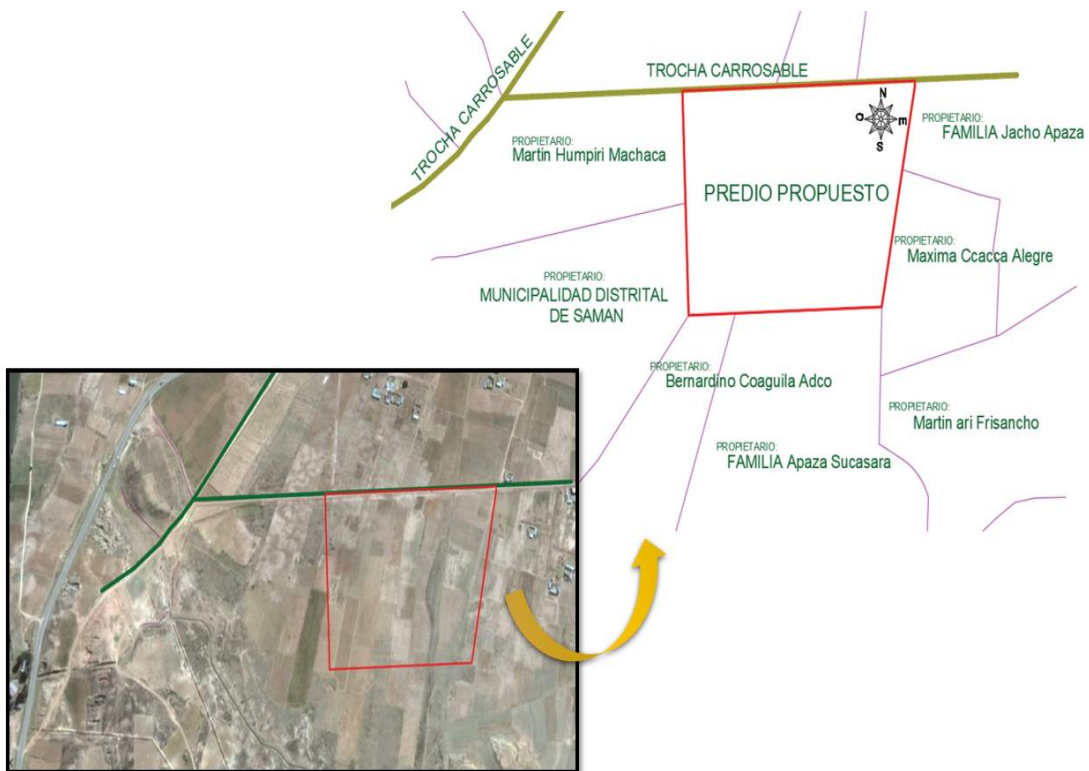 TROCHA CARROSABLE
TROCHA CARROSABLE
N
O
m
S
PROPIETARIO:
FAMILIA Jacho Apaza
PROPIETARIO:
Martin Humpiri Machaca
PREDIO PROPUESTO
PROPIETARIO:
Maxima Ccacca Alegre
PROPIETARIO:
MUNICIPALIDAD DISTRITAL
DE SAMAN
PROPIETARIO:
Bernardino Coaguila Adco
PROPIETARIO:
Martin ari Frisancho
PROPIETARIO:
FAMILIA Apaza Sucasara